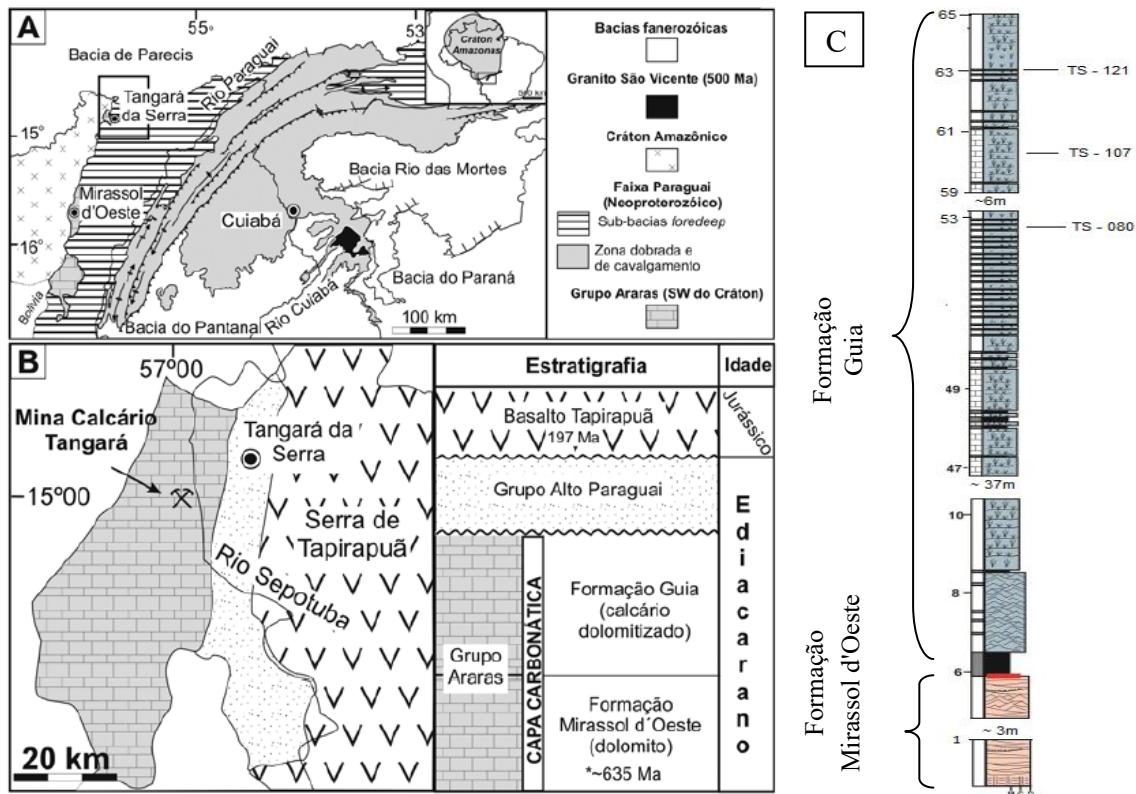 A
55°
53
Bacia de Parecis
Rio Paraguai
Cráton
Amazonas
500 km
Tangará
da Serra
15°
Bacia Rio das Mortes
Mirassol
d'Oeste
Cuiabá
16°
Bolívia
Bacia do Pantanal
Rio Cuiabá
Bacia do Paraná
100 km
Bacias fanerozóicas
Granito São Vicente (500 Ma)
Cráton Amazônico
Faixa Paraguai
(Neoproterozóico)
Sub-bacias foredeep
Zona dobrada e
de cavalgamento
Grupo Araras (SW do Cráton)
B
57º00
Mina Calcário
Tangará
Tangará da
Serra
15º00
Serra de
Tapirapuã
Rio Sepotuba
20 km
Estratigrafia
Idade
Basalto Tapirapuã
197 Ma
Jurássico
Grupo Alto Paraguai
Ediacarano
Grupo
Araras
CAPA CARBONÁTICA
Formação Guia
(calcário
dolomitizado)
Formação
Mirassol d´Oeste
(dolomito)
*~635 Ma
C
65
63
TS - 121
61
TS - 107
59
~6m
53
TS - 080
49
47
~ 37m
10
8
6
~ 3m
1
Formação
Guia
Formação
Mirassol d'Oeste